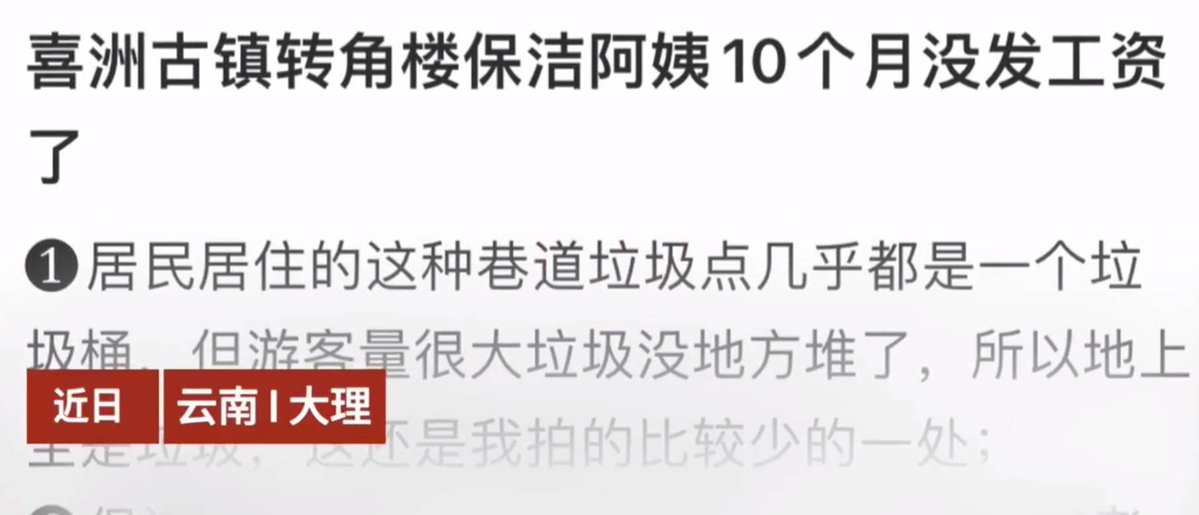 喜洲古镇转角楼保洁阿姨10个月没发工资
了
❶居民居住的这种巷道垃圾点几乎都是一个垃
圾桶，但游客量很大垃圾没地方堆了，所以地上
近日 云南 | 大理
是垃圾，这还是我拍的比较少的一处；